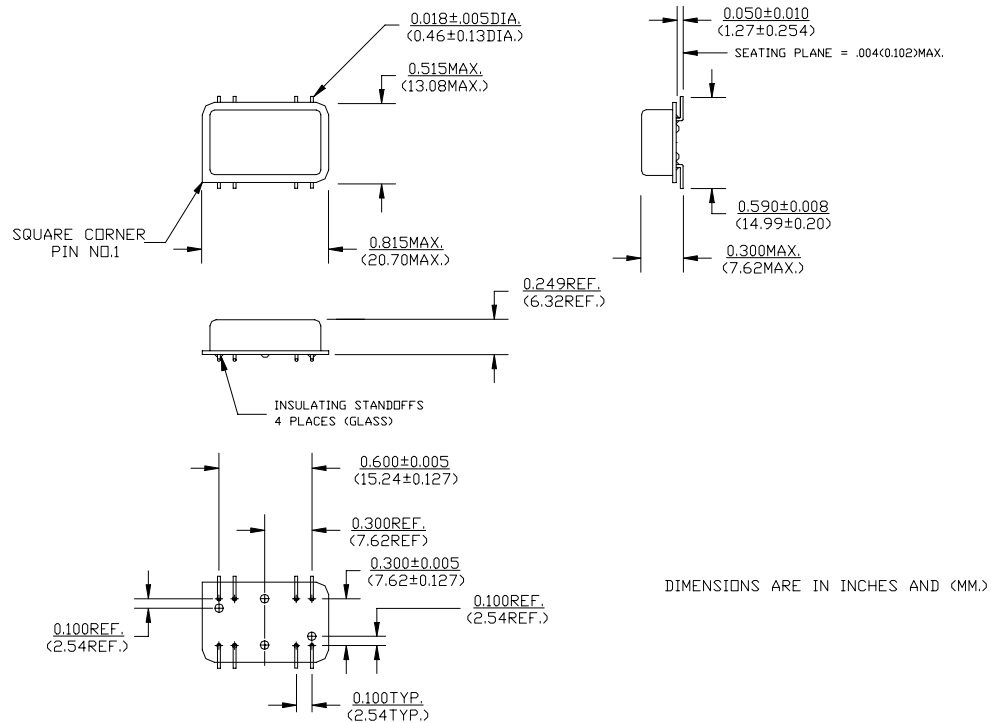 0.018±.005DIA.
(0.46±0.13DIA.)
0.515MAX.
(13.08MAX.)
0.050±0.010
(1.27±0.254)
SEATING PLANE = .004(0.102)MAX.
SQUARE CORNER
PIN NO.1
0.815MAX.
(20.70MAX.)
0.590±0.008
(14.99±0.20)
0.300MAX.
(7.62MAX.)
0.249REF.
(6.32REF.)
INSULATING STANDOFFS
4 PLACES (GLASS)
0.600±0.005
(15.24±0.127)
0.300REF.
(7.62REF)
0.300±0.005
(7.62±0.127)
0.100REF.
(2.54REF.)
0.100REF.
(2.54REF.)
0.100TYP.
(2.54TYP.)
DIMENSIONS ARE IN INCHES AND (MM.)